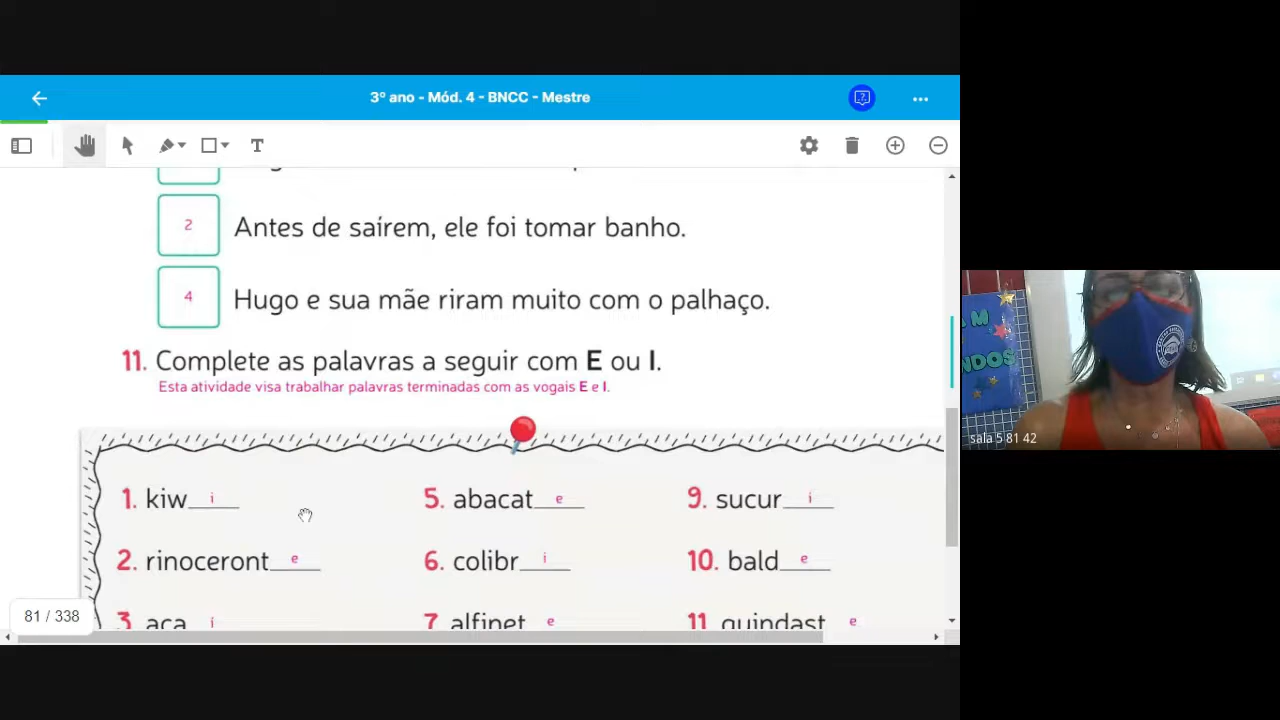 3º ano - Mód. 4 - BNCC - Mestre
T
2 Antes de saírem, ele foi tomar banho.
4 Hugo e sua mãe riram muito com o palhaço.
11. Complete as palavras a seguir com E ou I.
Esta atividade visa trabalhar palavras terminadas com as vogais E e I.
1. kiw i 5. abacat e 9. sucur i
2. rinoceront e 6. colibr i 10. bald e
3 aça i 7 alfinet e 11 guindast e
81 / 338
M
NDOS
sala 5 81 42